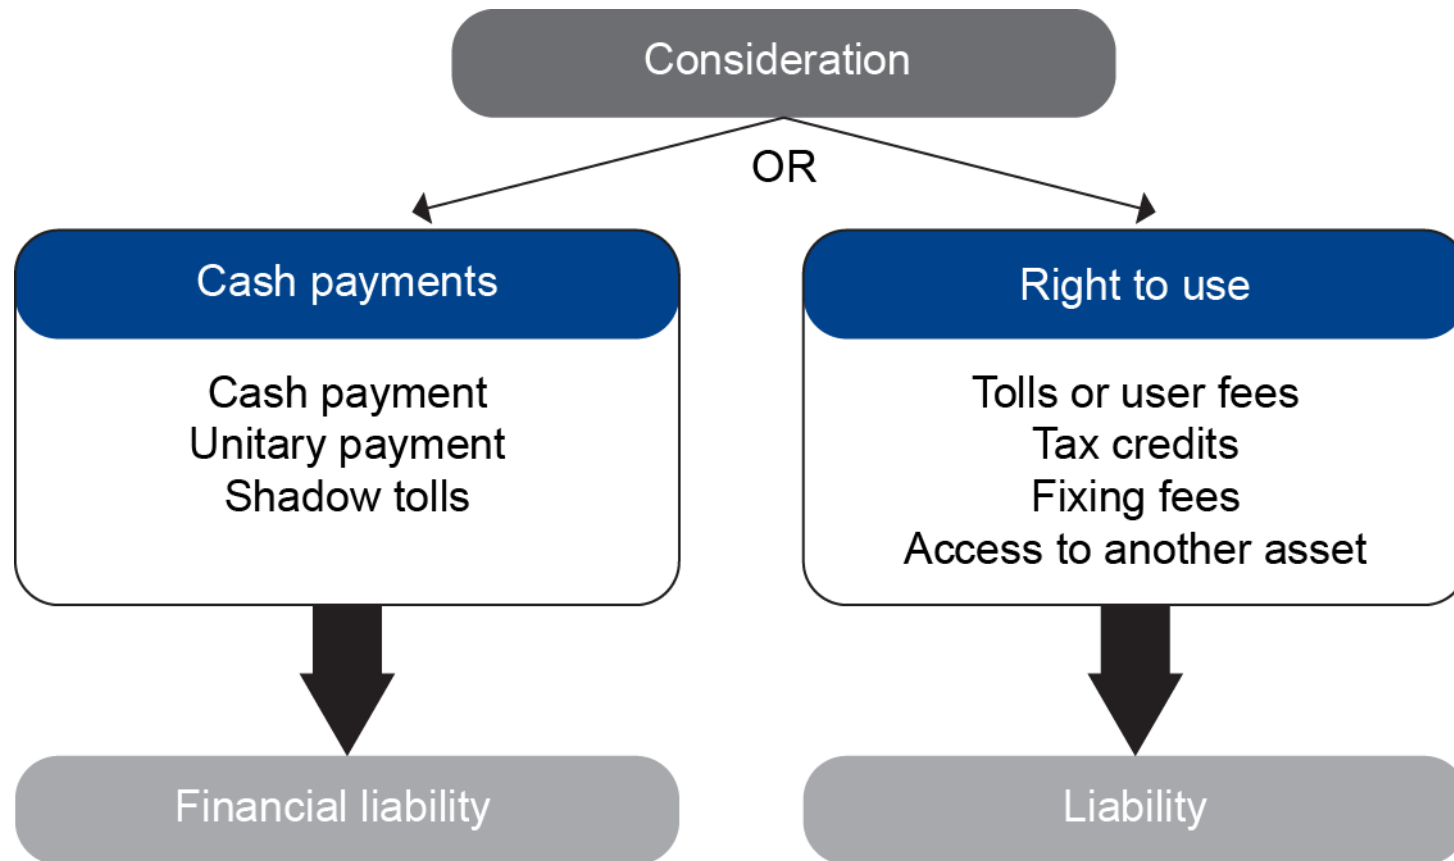 Consideration
OR
Cash payments
Cash payment
Unitary payment
Shadow tolls
Financial liability
Right to use
Tolls or user fees
Tax credits
Fixing fees
Access to another asset
Liability